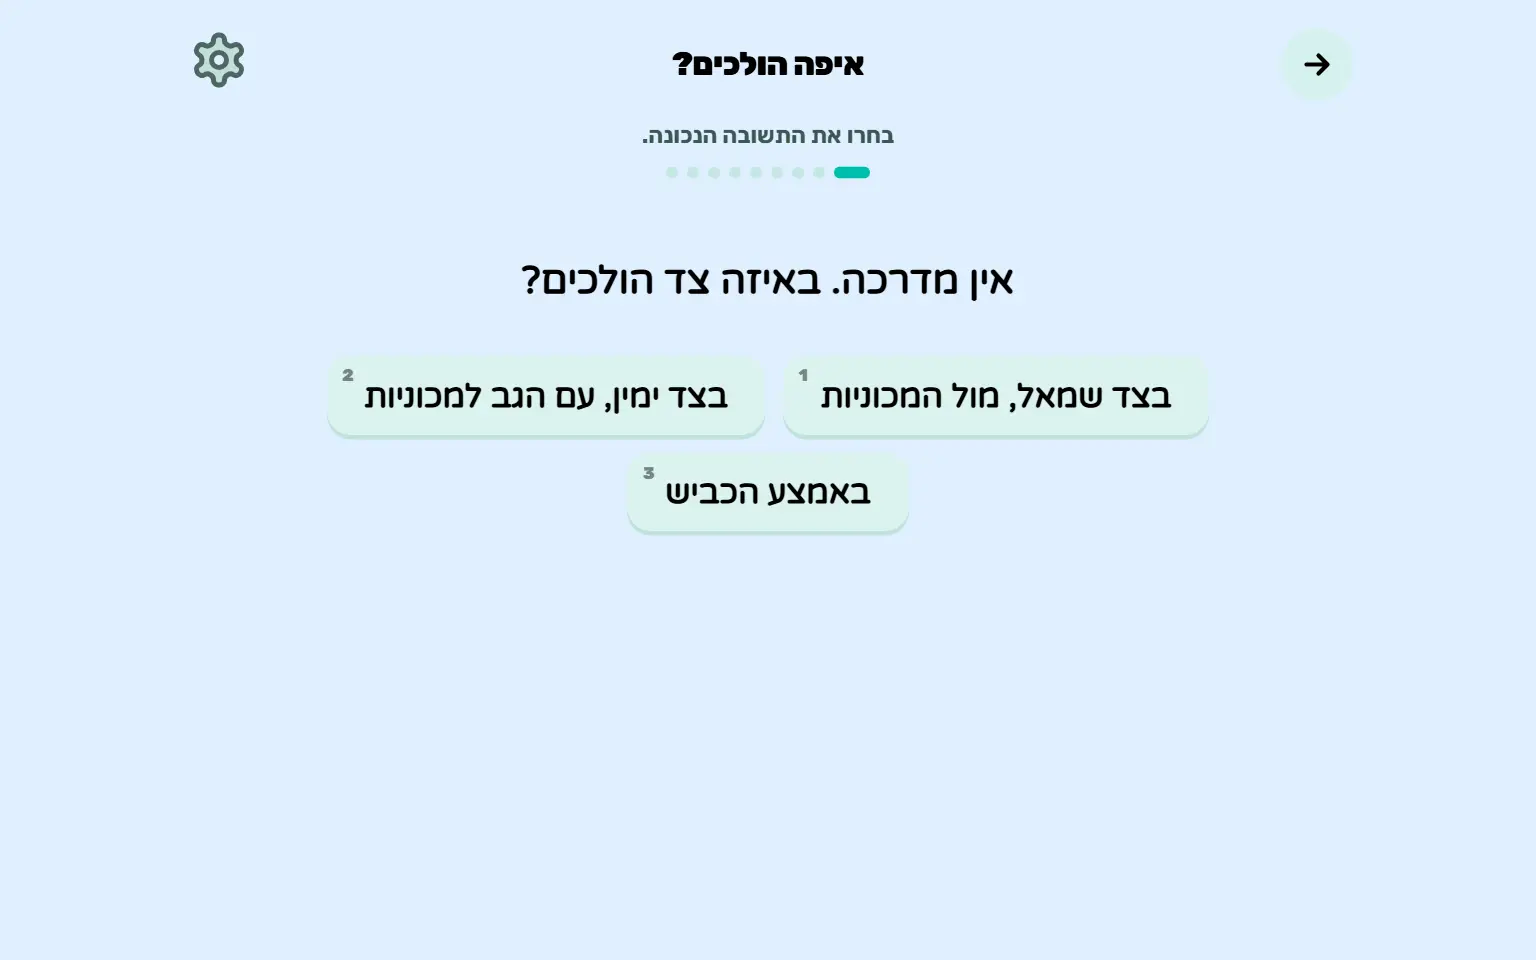 איפה הולכים?
בחרו את התשובה הנכונה.
אין מדרכה. באיזה צד הולכים?
בצד שמאל, מול המכוניות 1
בצד ימין, עם הגב למכוניות 2
באמצע הכביש 3